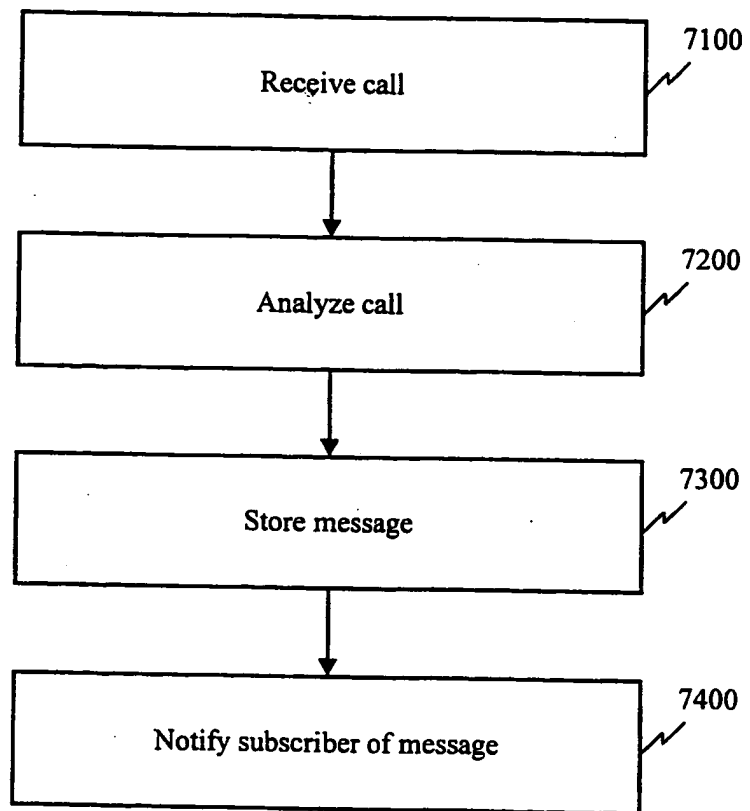 7100
Receive call
7200
Analyze call
7300
Store message
7400
Notify subscriber of message